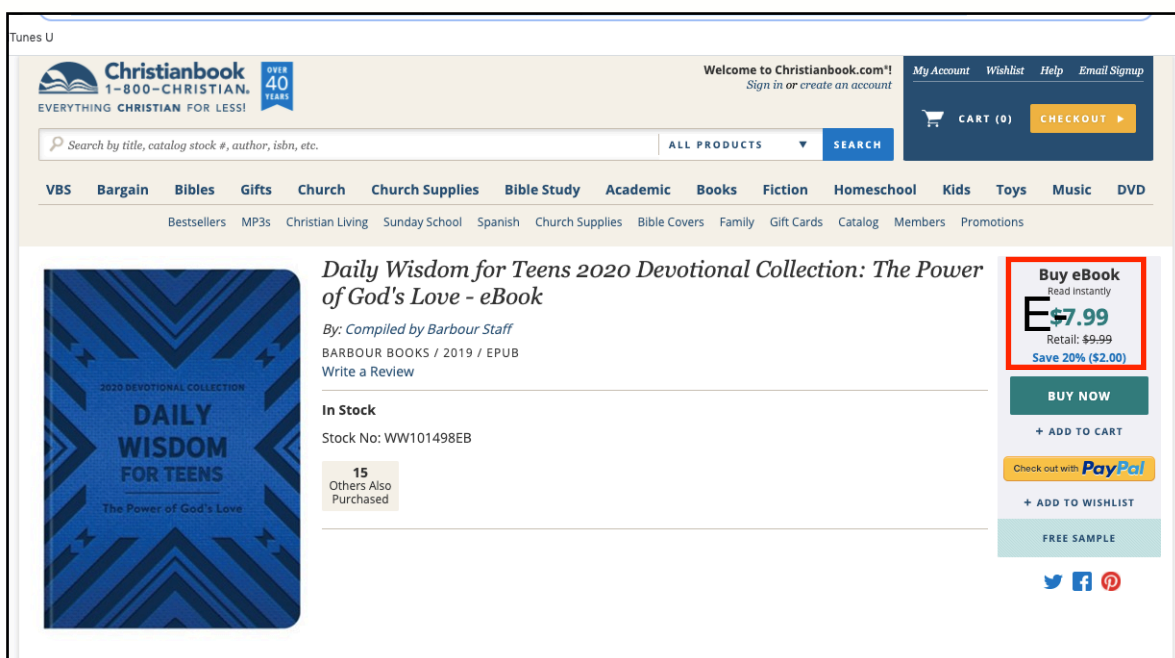 Tunes U
Christianbook
1-800-CHRISTIAN.
EVERYTHING CHRISTIAN FOR LESS!
OVER
40
YEARS
Welcome to Christianbook.com®!
Sign in or create an account
My Account Wishlist Help Email Signup
CART (0)
CHECKOUT
Search by title, catalog stock #, author, isbn, etc.
ALL PRODUCTS
SEARCH
VBS Bargain Bibles Gifts Church Church Supplies Bible Study Academic Books Fiction Homeschool Kids Toys Music DVD
Bestsellers MP3s Christian Living Sunday School Spanish Church Supplies Bible Covers Family Gift Cards Catalog Members Promotions
2020 DEVOTIONAL COLLECTION
DAILY
WISDOM
FOR TEENS
The Power of God's Love
Daily Wisdom for Teens 2020 Devotional Collection: The Power
of God's Love - eBook
By: Compiled by Barbour Staff
BARBOUR BOOKS / 2019 / EPUB
Write a Review
In Stock
Stock No: WW101498EB
15
Others Also
Purchased
Buy eBook
Read instantly
E-
$7.99
Retail: $9.99
Save 20% ($2.00)
BUY NOW
+ ADD TO CART
Check out with PayPal
+ ADD TO WISHLIST
FREE SAMPLE